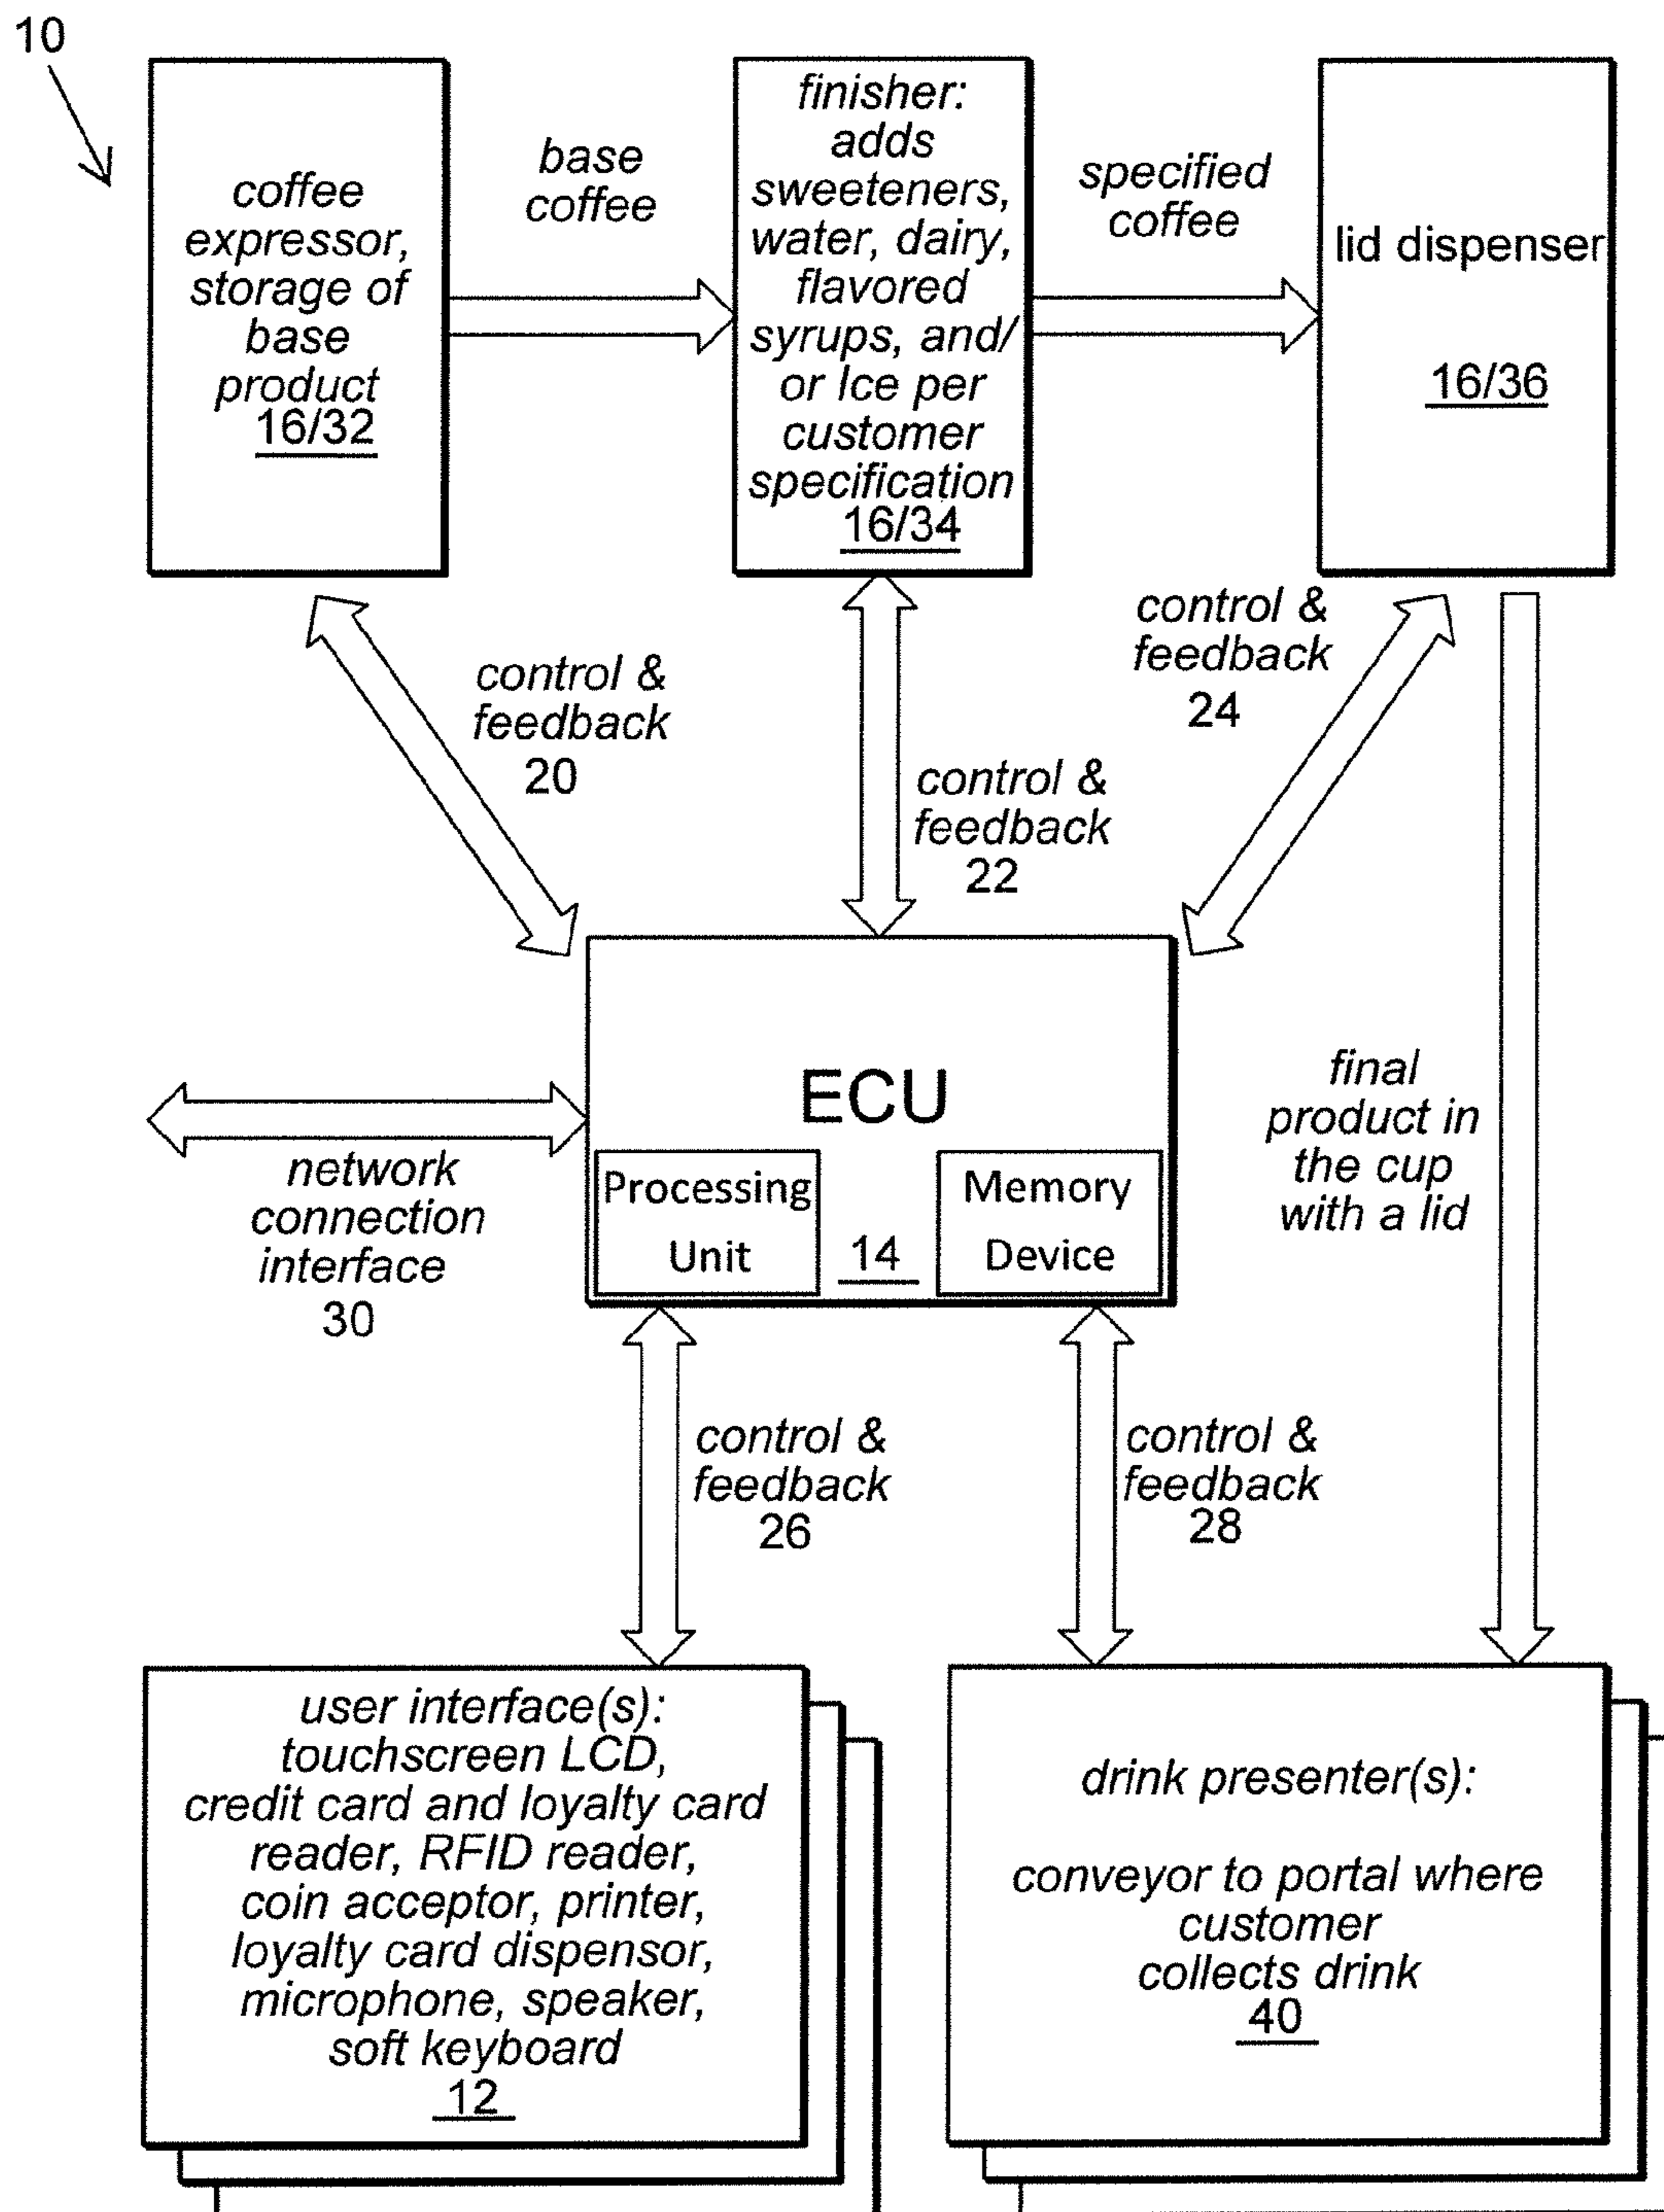 10
coffee
expressor,
storage of
base
product
16/32
base
coffee
finisher:
adds
sweeteners,
water, dairy,
flavored
syrups, and/
or Ice per
customer
specification
16/34
specified
coffee
lid dispenser
16/36
control &
feedback
20
control &
feedback
22
control &
feedback
24
ECU
Processing
Unit
14
Memory
Device
network
connection
interface
30
final
product in
the cup
with a lid
control &
feedback
26
control &
feedback
28
user interface(s):
touchscreen LCD,
credit card and loyalty card
reader, RFID reader,
coin acceptor, printer,
loyalty card dispensor,
microphone, speaker,
soft keyboard
12
drink presenter(s):
conveyor to portal where
customer
collects drink
40